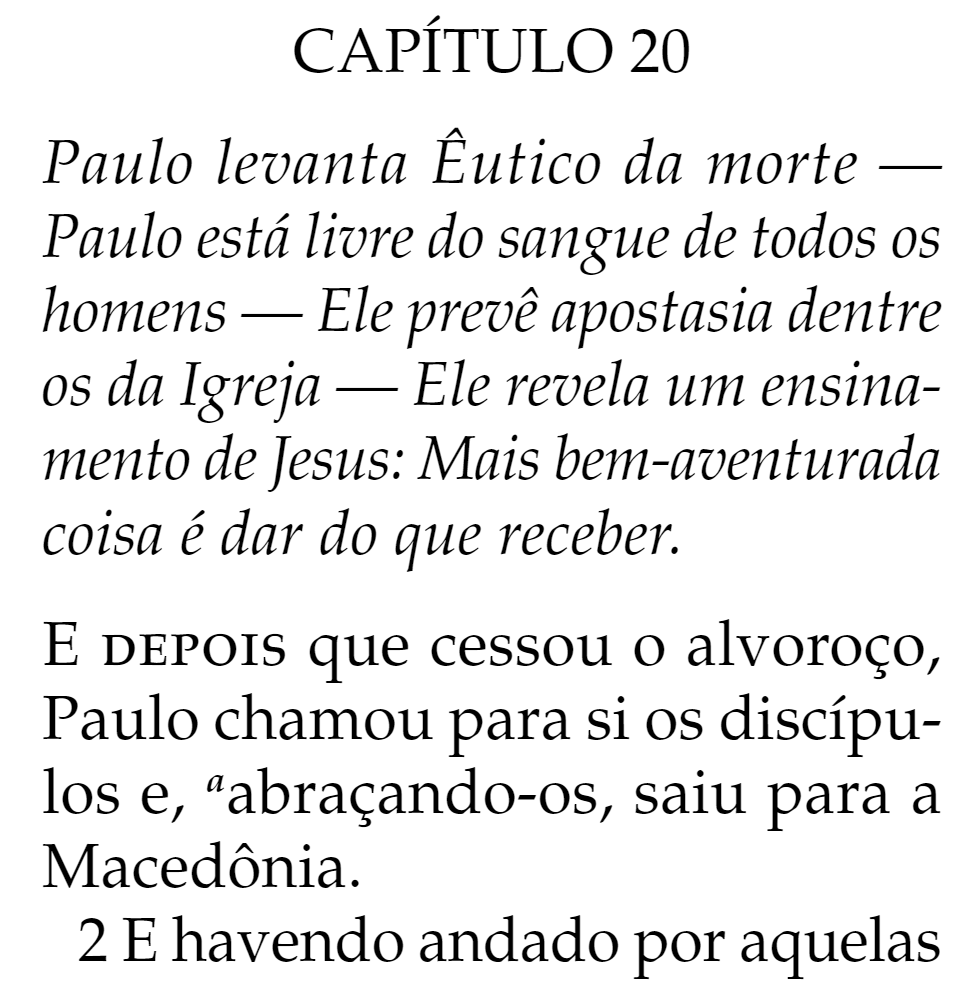 CAPÍTULO 20
Paulo levanta Êutico da morte —
Paulo está livre do sangue de todos os
homens — Ele prevê apostasia dentre
os da Igreja — Ele revela um ensina-
mento de Jesus: Mais bem-aventurada
coisa é dar do que receber.
E DEPOIS que cessou o alvoroço,
Paulo chamou para si os discípu-
los e, ᵃabraçando-os, saiu para a
Macedônia.
2 E havendo andado por aquelas